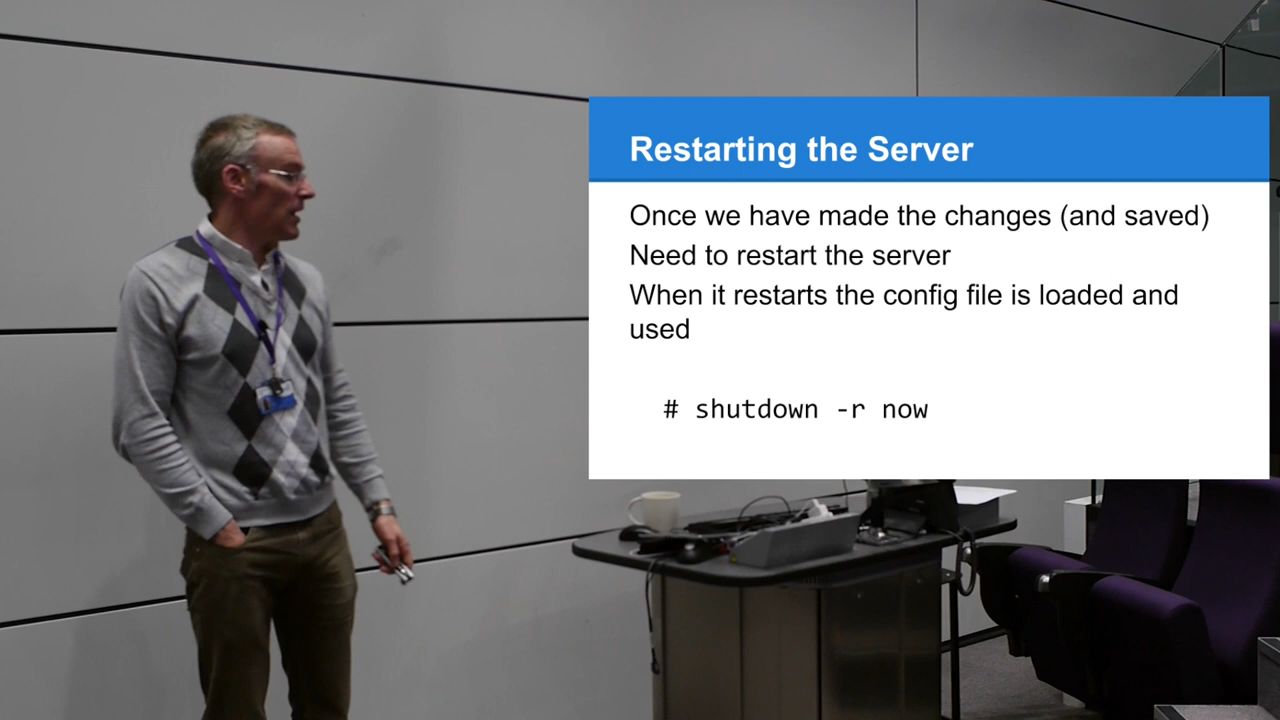 Restarting the Server
Once we have made the changes (and saved)
Need to restart the server
When it restarts the config file is loaded and
used
# shutdown -r now